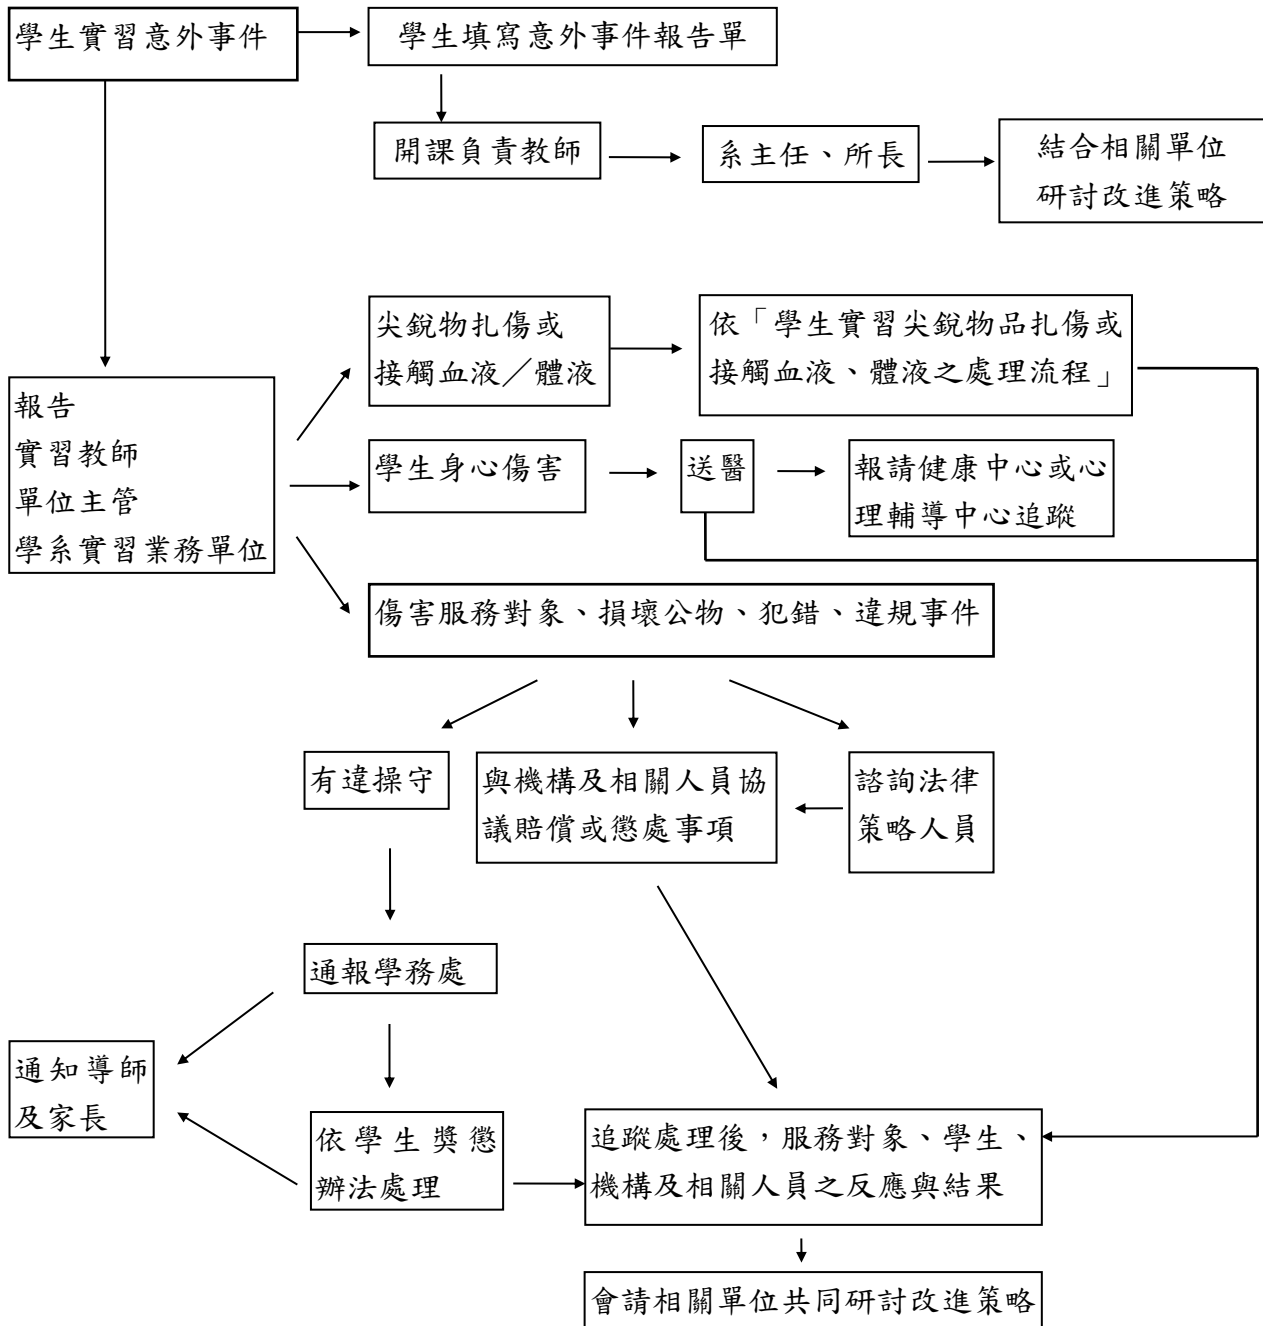 學生實習意外事件
學生填寫意外事件報告單
開課負責教師
系主任、所長
結合相關單位
研討改進策略
尖銳物扎傷或
接觸血液／體液
依「學生實習尖銳物品扎傷或
接觸血液、體液之處理流程」
報告
實習教師
單位主管
學系實習業務單位
學生身心傷害
送醫
報請健康中心或心
理輔導中心追蹤
傷害服務對象、損壞公物、犯錯、違規事件
有違操守
與機構及相關人員協
議賠償或懲處事項
諮詢法律
策略人員
通報學務處
通知導師
及家長
依學生獎懲
辦法處理
追蹤處理後，服務對象、學生、
機構及相關人員之反應與結果
會請相關單位共同研討改進策略